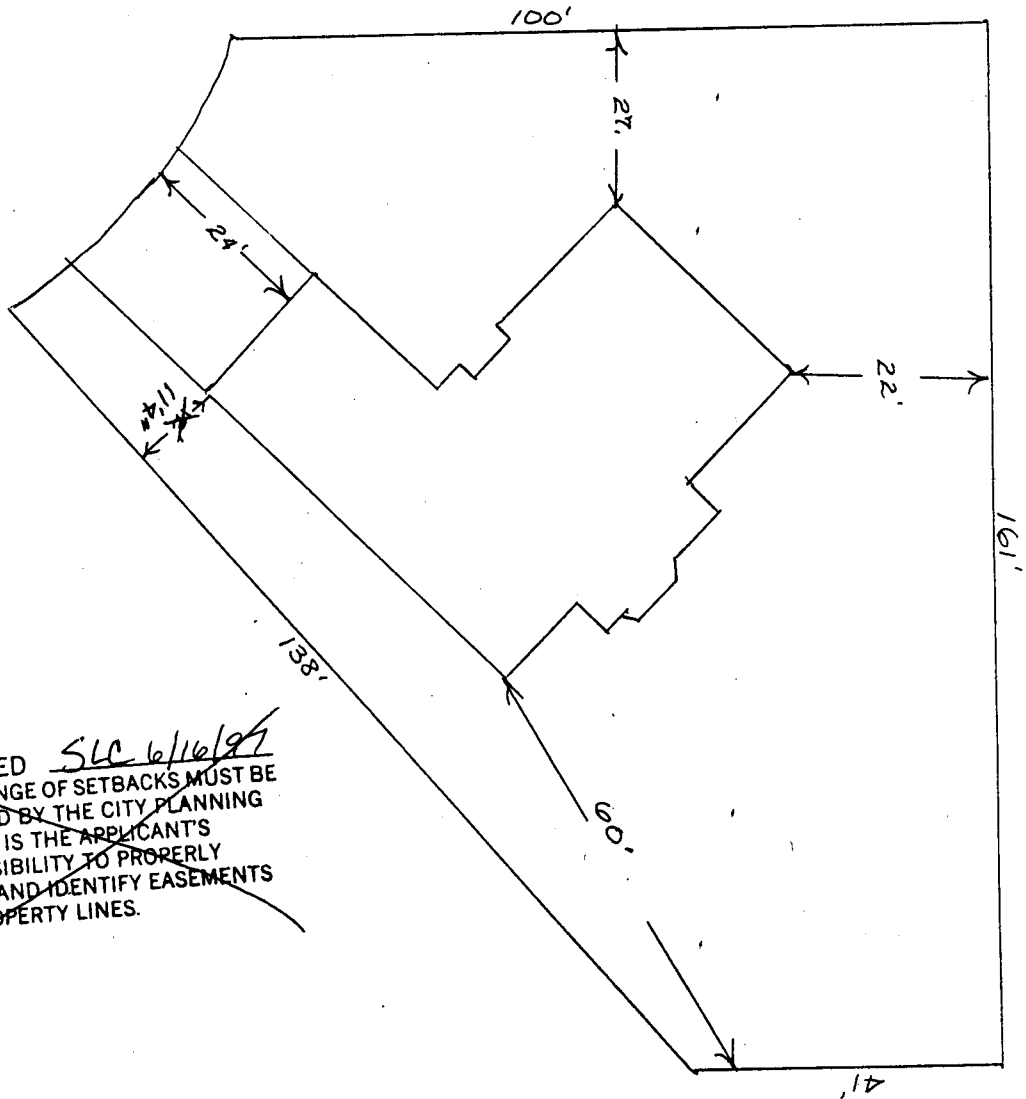 100'
27'
24'
22'
11'4"
161'
138'
60'
41'
ED SLC 6/16/97
NGE OF SETBACKS MUST BE
D BY THE CITY PLANNING
IS THE APPLICANT'S
SIBILITY TO PROPERLY
AND IDENTIFY EASEMENTS
OPERTY LINES.